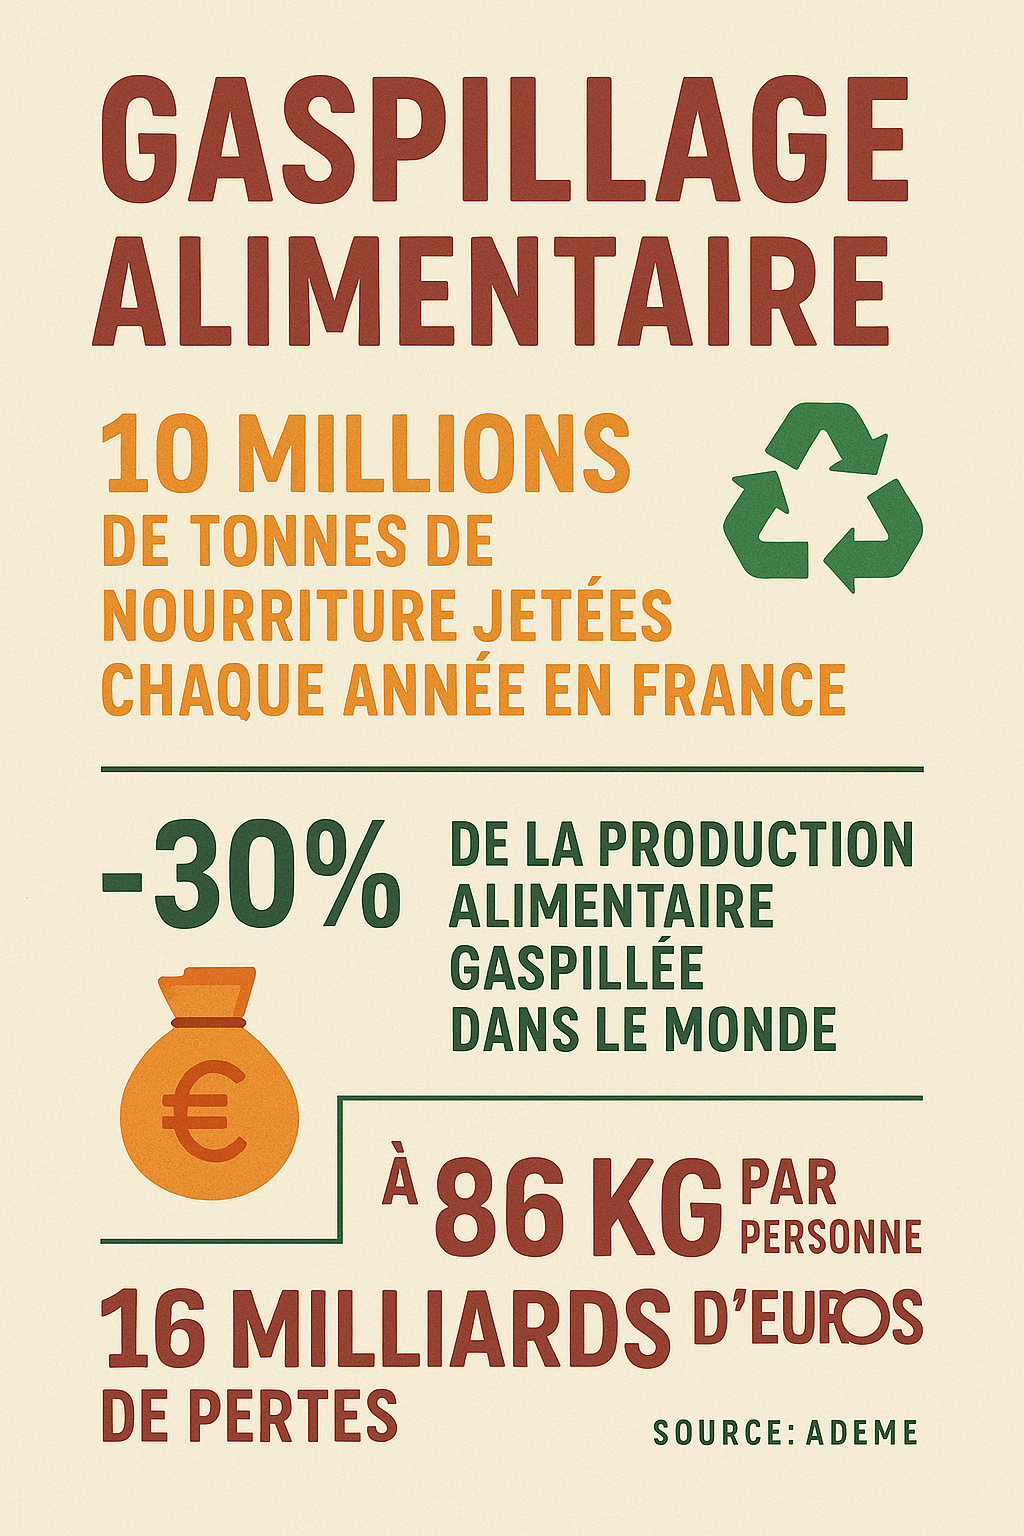 GASPILLAGE
ALIMENTAIRE
10 MILLIONS
DE TONNES DE
NOURRITURE JETÉES
CHAQUE ANNÉE EN FRANCE
-30%
DE LA PRODUCTION
ALIMENTAIRE
GASPILLÉE
DANS LE MONDE
€
À 86 KG PAR
PERSONNE
16 MILLIARDS D'EUROS
DE PERTES
SOURCE: ADEME